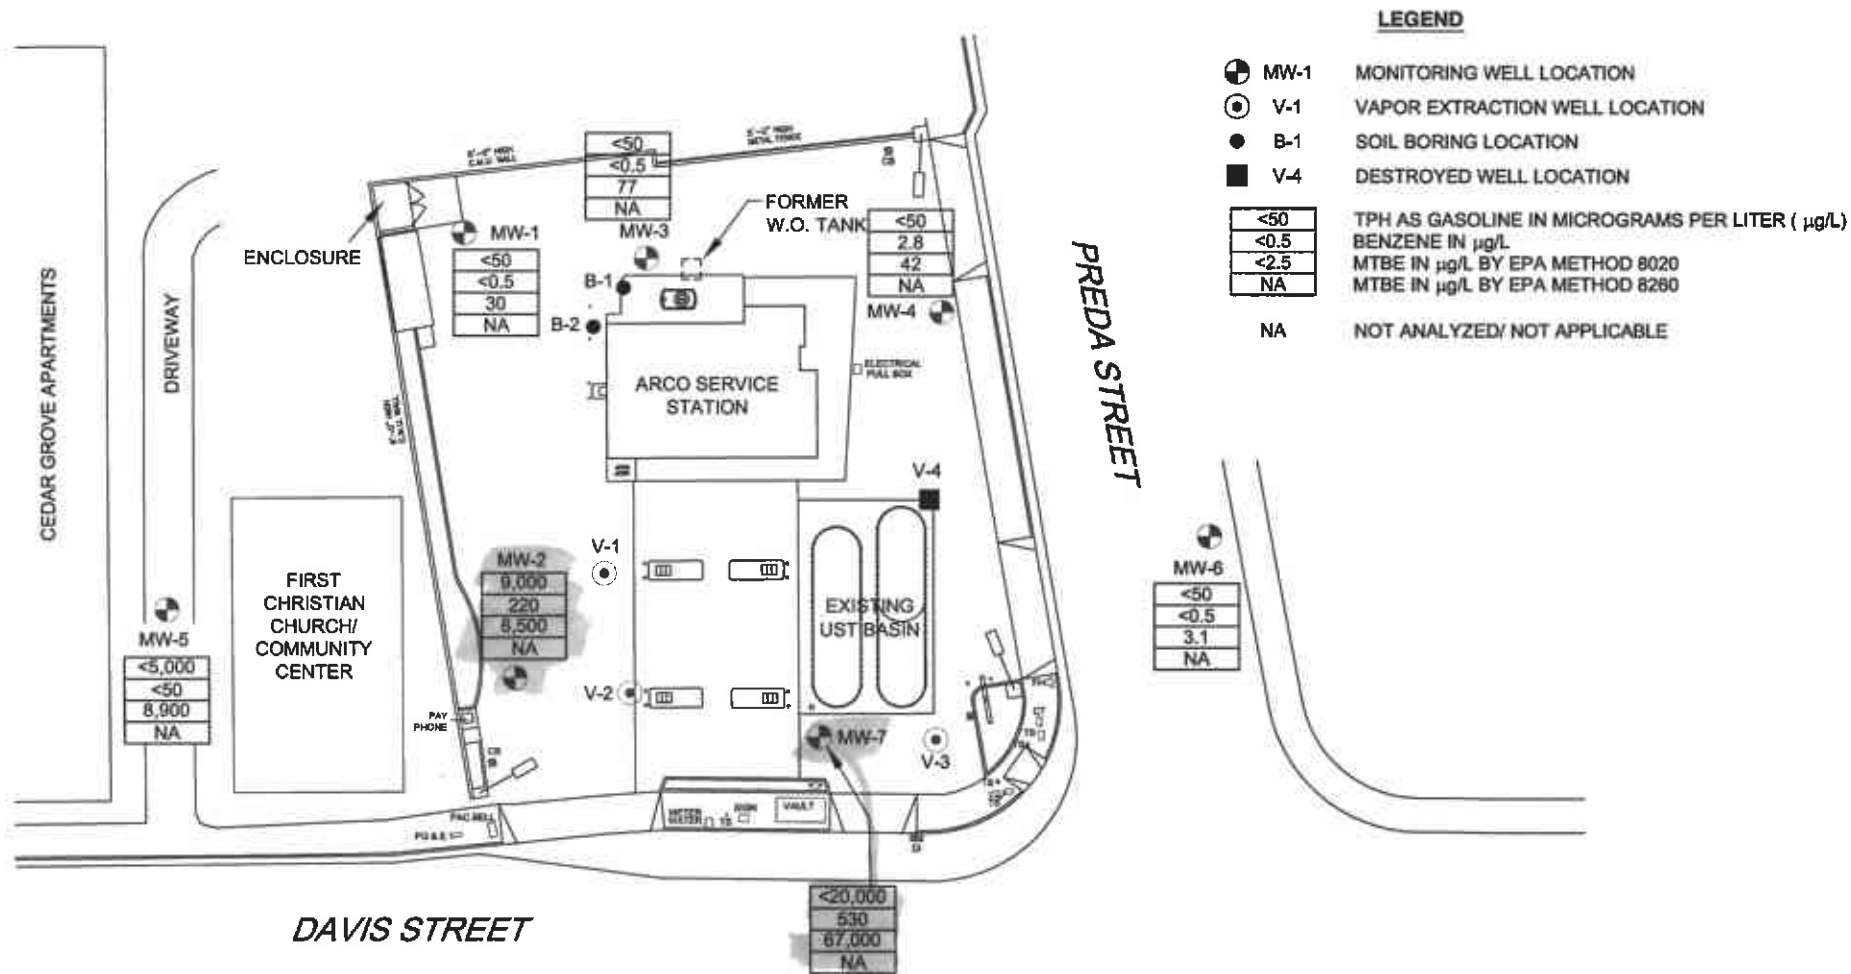 LEGEND
MW-1 MONITORING WELL LOCATION
V-1 VAPOR EXTRACTION WELL LOCATION
B-1 SOIL BORING LOCATION
V-4 DESTROYED WELL LOCATION
<50 TPH AS GASOLINE IN MICROGRAMS PER LITER ( µg/L)
<0.5 BENZENE IN µg/L
<2.5 MTBE IN µg/L BY EPA METHOD 8020
NA MTBE IN µg/L BY EPA METHOD 8260
NA NOT ANALYZED/ NOT APPLICABLE
<50
<0.5
77
NA
MW-3
FORMER
W.O. TANK
<50
2.8
42
NA
MW-4
ENCLOSURE
MW-1
<50
<0.5
30
NA
B-1
B-2
ARCO SERVICE
STATION
ELECTRICAL
PULL BOX
PREDA STREET
CEDAR GROVE APARTMENTS
DRIVEWAY
V-4
EXISTING
UST BASIN
V-1
MW-2
9,000
220
NA
V-2
FIRST
CHRISTIAN
CHURCH/
COMMUNITY
CENTER
MW-5
<5,000
<50
8,900
NA
MW-6
<50
<0.5
3.1
NA
PAY
PHONE
MW-7
V-3
PAC BELL
PG & E
VAULT
<20,000
530
67,000
NA
DAVIS STREET